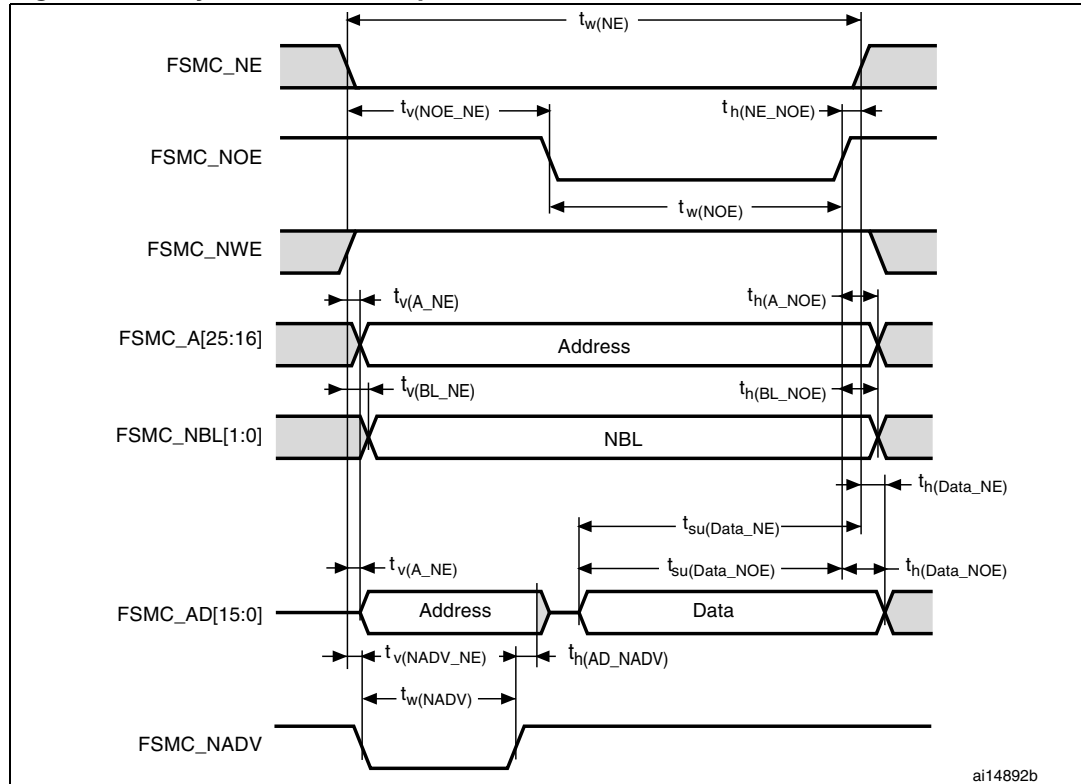 tw(NE)
FSMC_NE
tv(NOE_NE)
th(NE_NOE)
FSMC_NOE
tw(NOE)
FSMC_NWE
tv(A_NE)
th(A_NOE)
FSMC_A[25:16]
Address
tv(BL_NE)
th(BL_NOE)
FSMC_NBL[1:0]
NBL
th(Data_NE)
tsu(Data_NE)
tv(A_NE)
tsu(Data_NOE)
th(Data_NOE)
FSMC_AD[15:0]
Address
Data
tv(NADV_NE)
th(AD_NADV)
tw(NADV)
FSMC_NADV
ai14892b